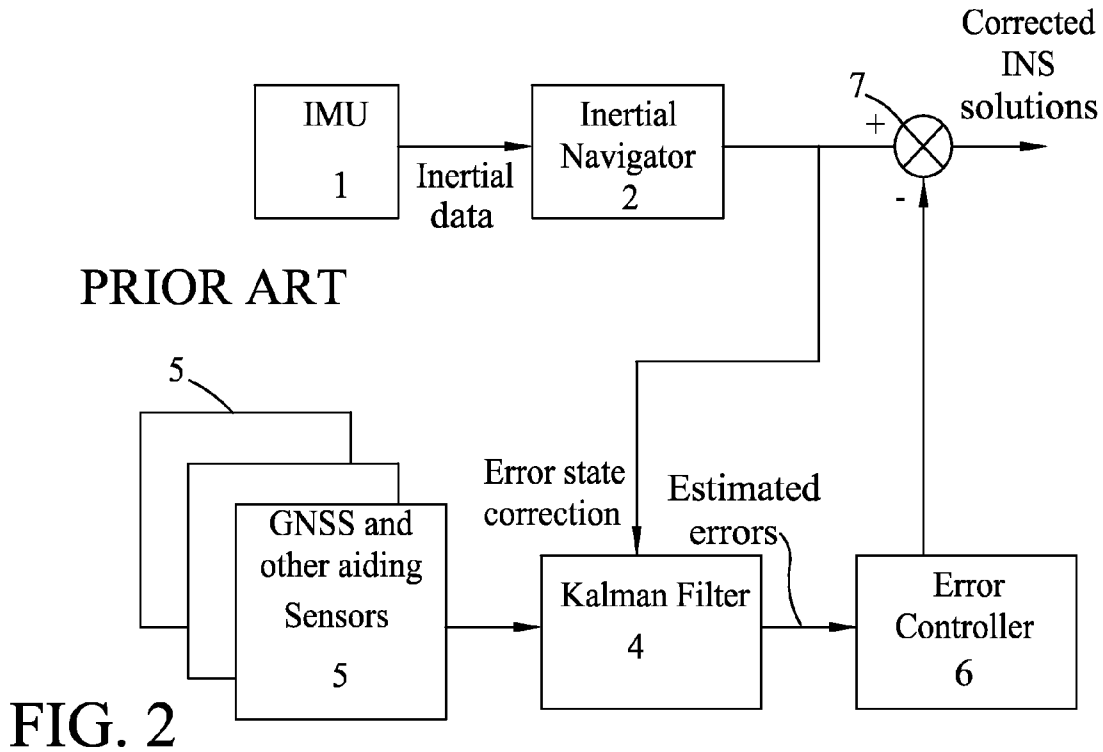 Corrected
INS
solutions
7
IMU
1
Inertial
data
Inertial
Navigator
2
+
-
PRIOR ART
5
GNSS and
other aiding
Sensors
5
Error state
correction
Kalman Filter
4
Estimated
errors
Error
Controller
6
FIG. 2